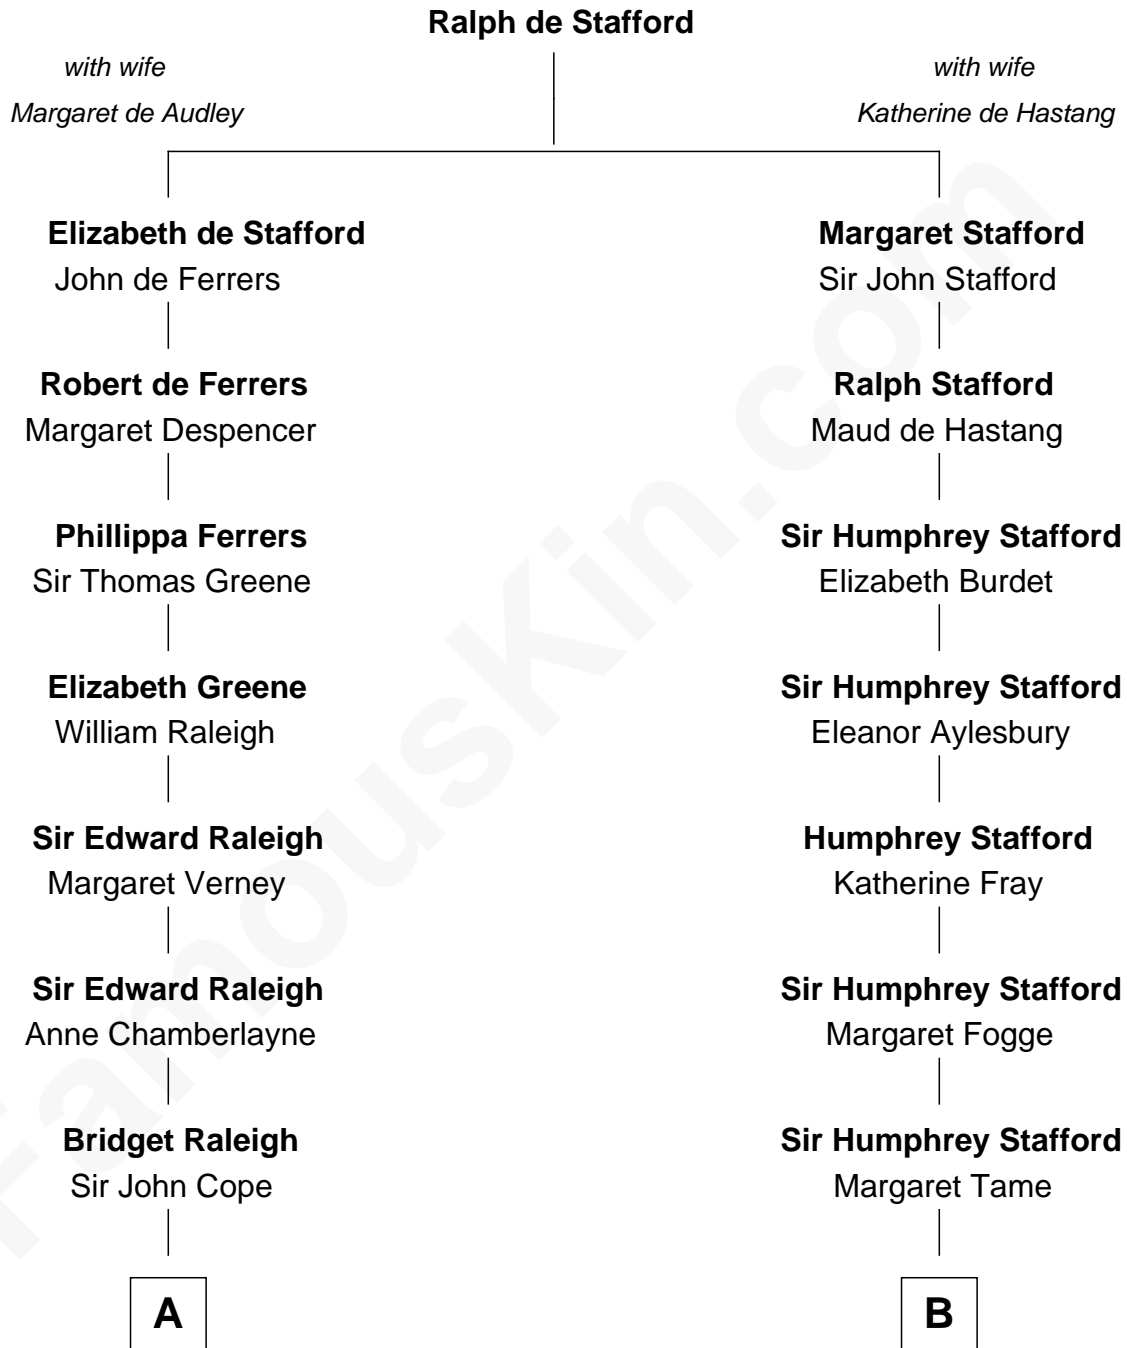 Ralph de Stafford
with wife
Margaret de Audley
with wife
Katherine de Hastang
Elizabeth de Stafford
John de Ferrers
Margaret Stafford
Sir John Stafford
Robert de Ferrers
Margaret Despencer
Ralph Stafford
Maud de Hastang
Phillippa Ferrers
Sir Thomas Greene
Sir Humphrey Stafford
Elizabeth Burdet
Elizabeth Greene
William Raleigh
Sir Humphrey Stafford
Eleanor Aylesbury
Sir Edward Raleigh
Margaret Verney
Humphrey Stafford
Katherine Fray
Sir Edward Raleigh
Anne Chamberlayne
Sir Humphrey Stafford
Margaret Fogge
Bridget Raleigh
Sir John Cope
Sir Humphrey Stafford
Margaret Tame
A
B
FamousKin.com